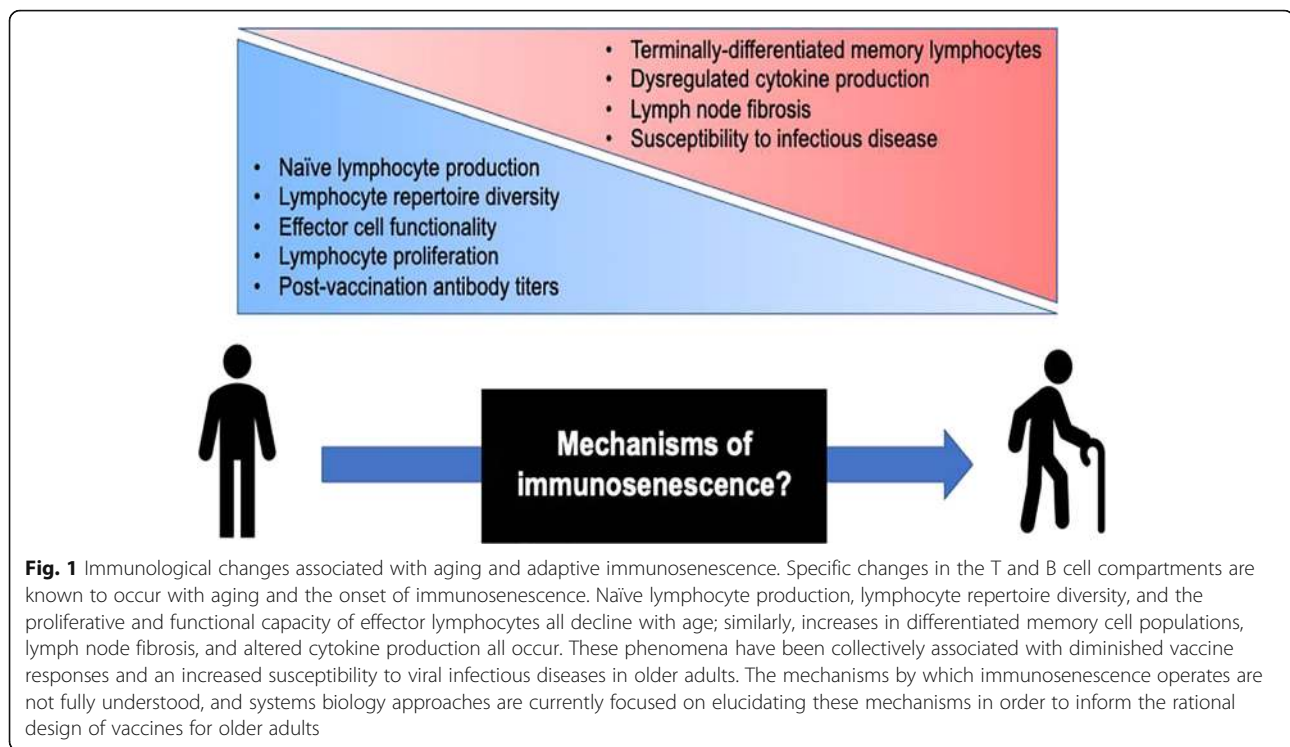 • Terminally-differentiated memory lymphocytes
• Dysregulated cytokine production
• Lymph node fibrosis
• Susceptibility to infectious disease
• Naïve lymphocyte production
• Lymphocyte repertoire diversity
• Effector cell functionality
• Lymphocyte proliferation
• Post-vaccination antibody titers
Mechanisms of
immunosenescence?
Fig. 1 Immunological changes associated with aging and adaptive immunosenescence. Specific changes in the T and B cell compartments are
known to occur with aging and the onset of immunosenescence. Naïve lymphocyte production, lymphocyte repertoire diversity, and the
proliferative and functional capacity of effector lymphocytes all decline with age; similarly, increases in differentiated memory cell populations,
lymph node fibrosis, and altered cytokine production all occur. These phenomena have been collectively associated with diminished vaccine
responses and an increased susceptibility to viral infectious diseases in older adults. The mechanisms by which immunosenescence operates are
not fully understood, and systems biology approaches are currently focused on elucidating these mechanisms in order to inform the rational
design of vaccines for older adults